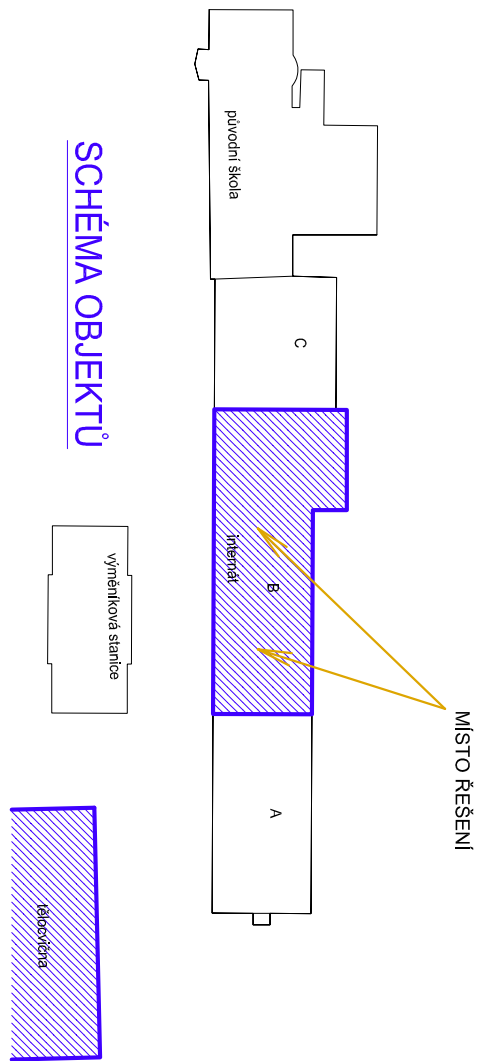 MÍSTO ŘEŠENÍ
původní škola
C
B
internát
A
SCHÉMA OBJEKTŮ
výměníková stanice
tělocvična